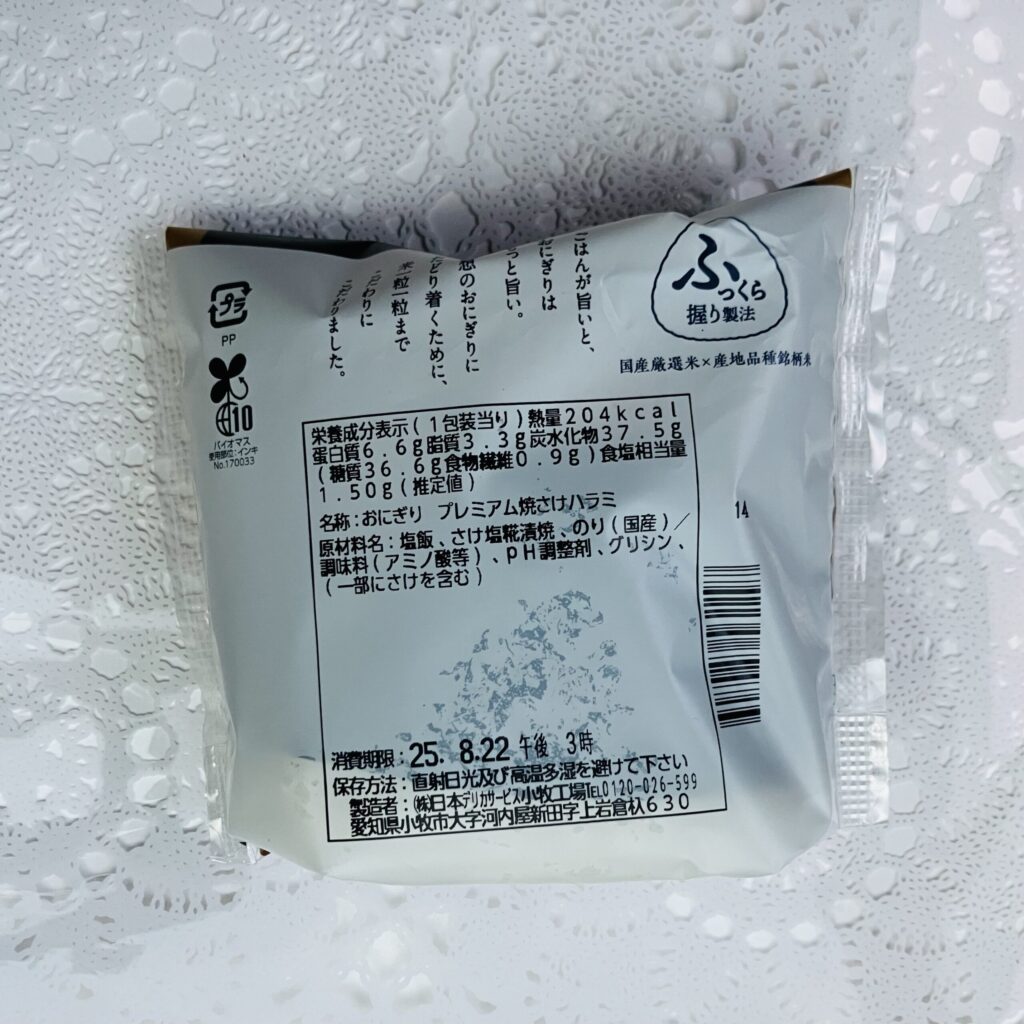 ふっくら
握り製法
国産厳選米×産地品種銘柄米
ごはんが旨いと、
おにぎりは
っと旨い。
想のおにぎりに
たどり着くために、
米一粒一粒まで
こだわりに
こだわりました。
プラ
PP
10
バイオマス
使用部位:インキ
No.170033
栄養成分表示(1包装当り)熱量204kcal
蛋白質6.6g脂質3.3g炭水化物37.5g
(糖質36.6g食物繊維0.9g)食塩相当量
1.50g(推定値)
名称:おにぎり プレミアム焼さけハラミ
原材料名:塩飯、さけ塩糀漬焼、のり(国産)/
調味料(アミノ酸等)、pH調整剤、グリシン、
(一部にさけを含む)
14
消費期限:25. 8.22 午後 3時
保存方法:直射日光及び高温多湿を避けて下さい
製造者:㈱日本デリカサービス小牧工場℡0120-026-599
愛知県小牧市大字河内屋新田字上岩倉杁630